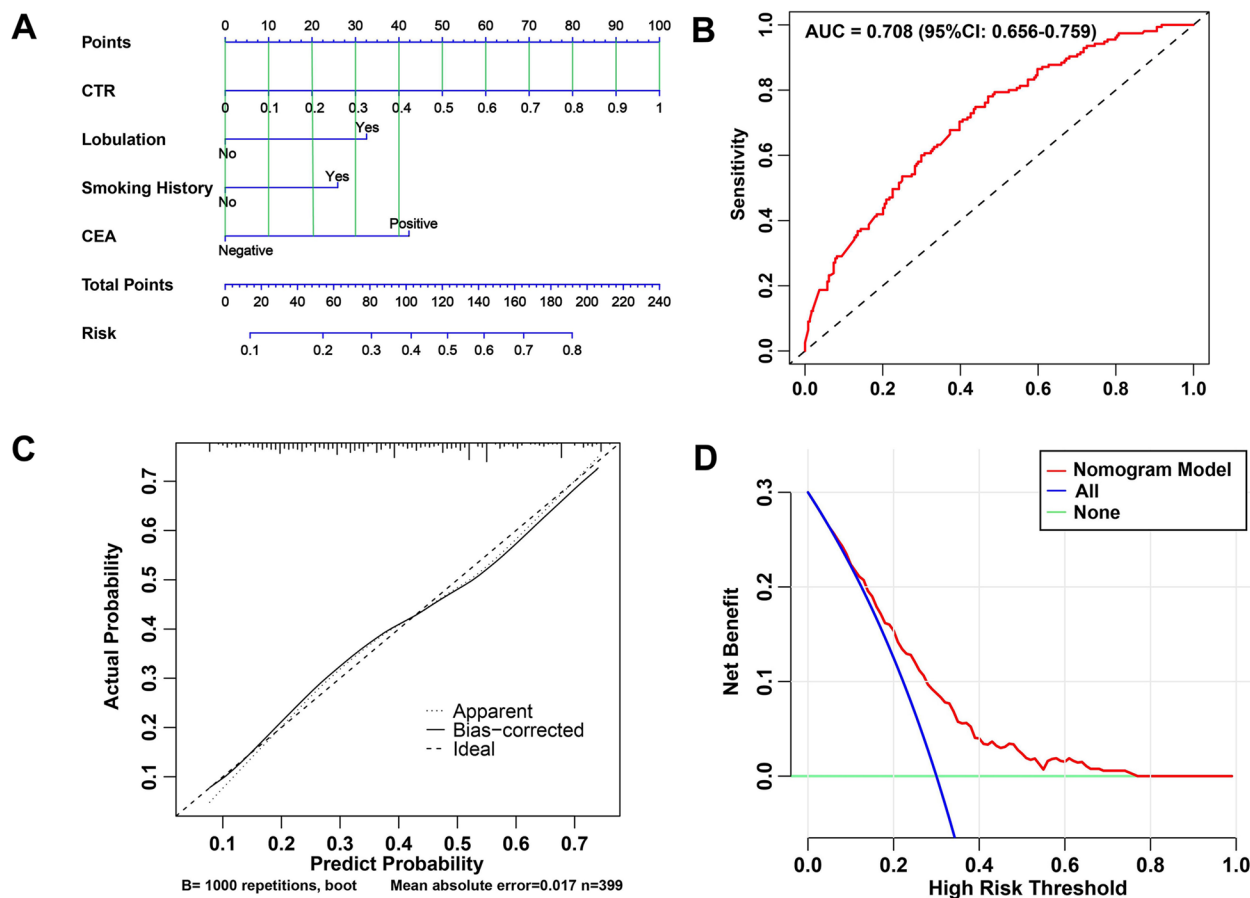 A
Points
0 10 20 30 40 50 60 70 80 90 100
CTR
0 0.1 0.2 0.3 0.4 0.5 0.6 0.7 0.8 0.9 1
Lobulation
Yes
No
Smoking History
Yes
No
CEA
Positive
Negative
Total Points
0 20 40 60 80 100 120 140 160 180 200 220 240
Risk
0.1 0.2 0.3 0.4 0.5 0.6 0.7 0.8
B
AUC = 0.708 (95%CI: 0.656-0.759)
Sensitivity
1.0
0.8
0.6
0.4
0.2
0.0
0.0 0.2 0.4 0.6 0.8 1.0
C
Actual Probability
0.7
0.6
0.5
0.4
0.3
0.2
0.1
Apparent
Bias-corrected
Ideal
0.1 0.2 0.3 0.4 0.5 0.6 0.7
Predict Probability
B= 1000 repetitions, boot Mean absolute error=0.017 n=399
D
Nomogram Model
All
None
Net Benefit
0.3
0.2
0.1
0.0
0.0 0.2 0.4 0.6 0.8 1.0
High Risk Threshold